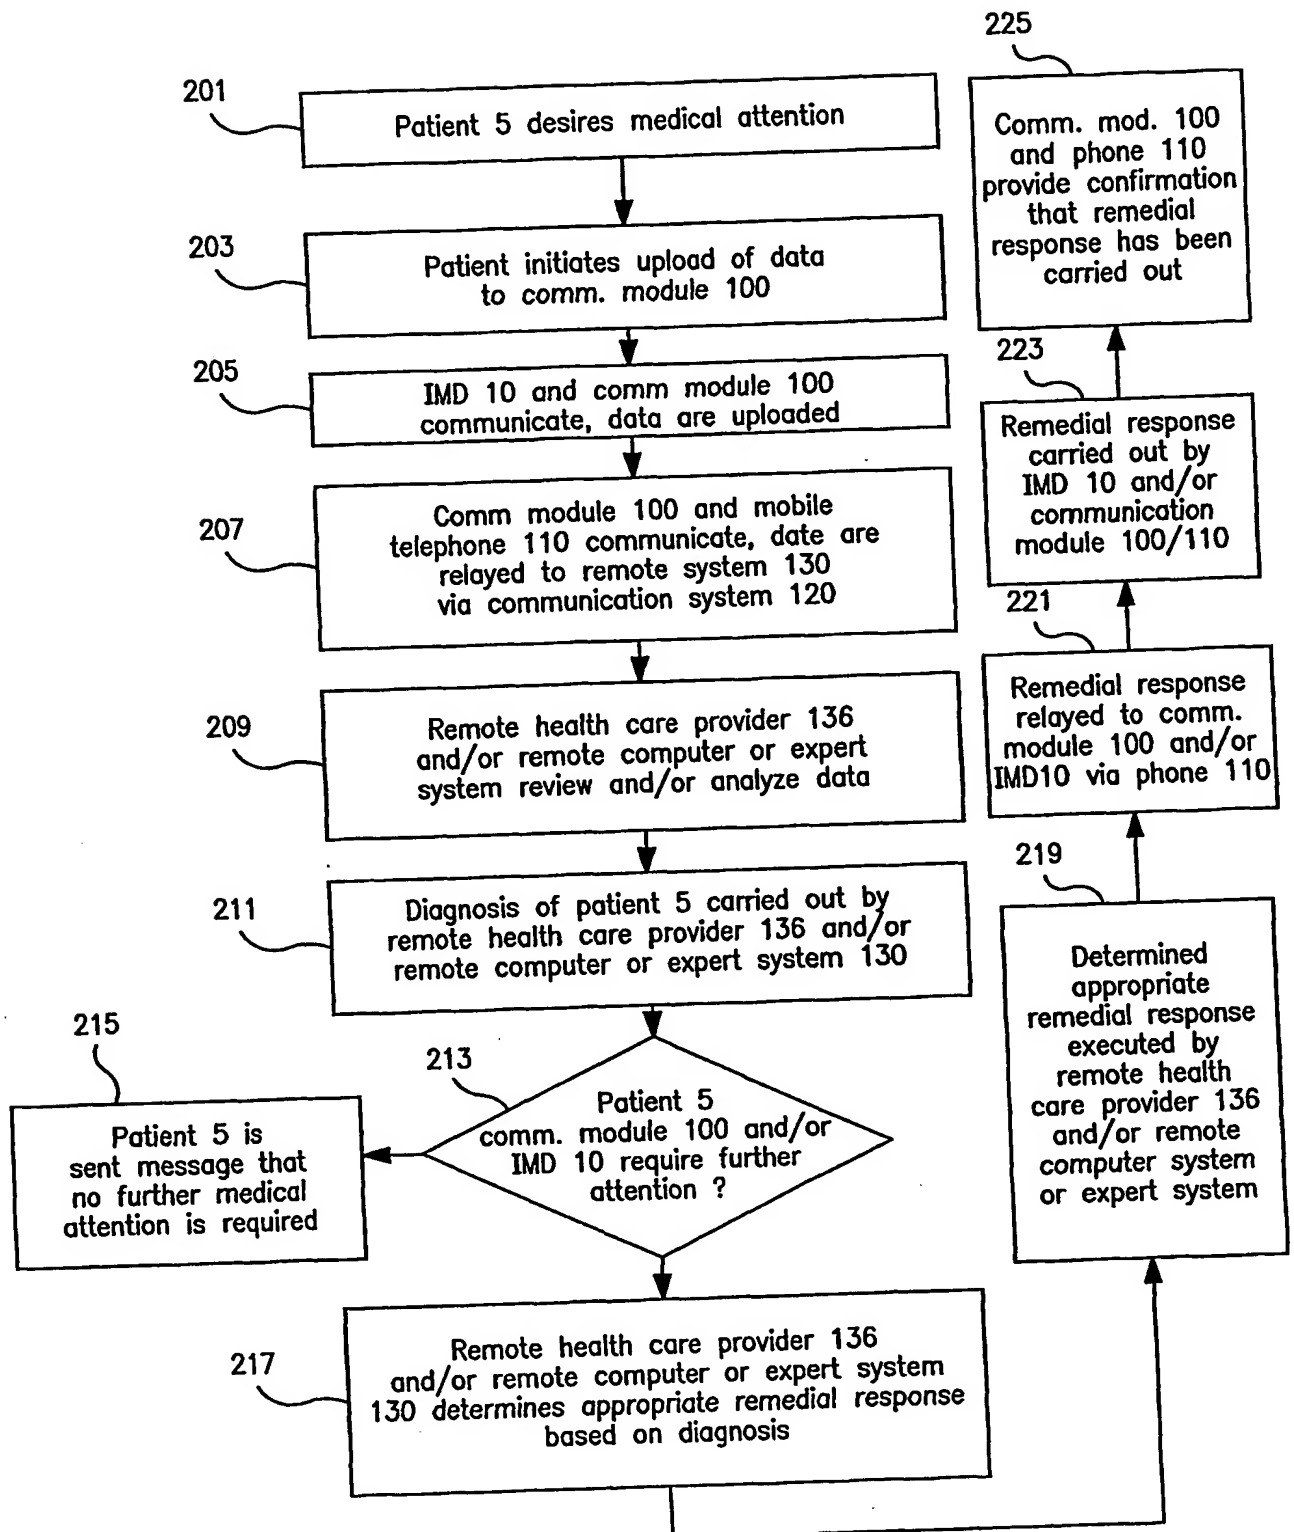 201
Patient 5 desires medical attention
203
Patient initiates upload of data
to comm. module 100
205
IMD 10 and comm module 100
communicate, data are uploaded
207
Comm module 100 and mobile
telephone 110 communicate, date are
relayed to remote system 130
via communication system 120
209
Remote health care provider 136
and/or remote computer or expert
system review and/or analyze data
211
Diagnosis of patient 5 carried out by
remote health care provider 136 and/or
remote computer or expert system 130
213
Patient 5
comm. module 100 and/or
IMD 10 require further
attention ?
215
Patient 5 is
sent message that
no further medical
attention is required
217
Remote health care provider 136
and/or remote computer or expert system
130 determines appropriate remedial response
based on diagnosis
219
Determined
appropriate
remedial response
executed by
remote health
care provider 136
and/or remote
computer system
or expert system
221
Remedial response
relayed to comm.
module 100 and/or
IMD10 via phone 110
223
Remedial response
carried out by
IMD 10 and/or
communication
module 100/110
225
Comm. mod. 100
and phone 110
provide confirmation
that remedial
response has been
carried out